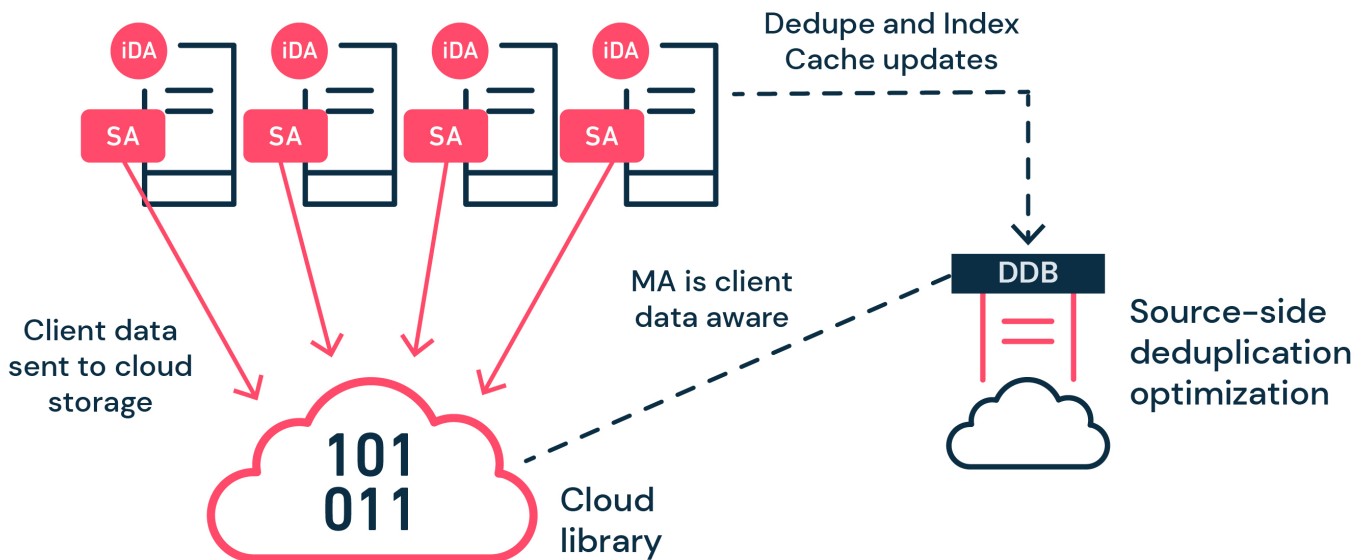 iDA
iDA
iDA
iDA
SA
SA
SA
SA
Dedupe and Index
Cache updates
DDB
MA is client
data aware
Source-side
deduplication
optimization
Client data
sent to cloud
storage
101
011
Cloud
library